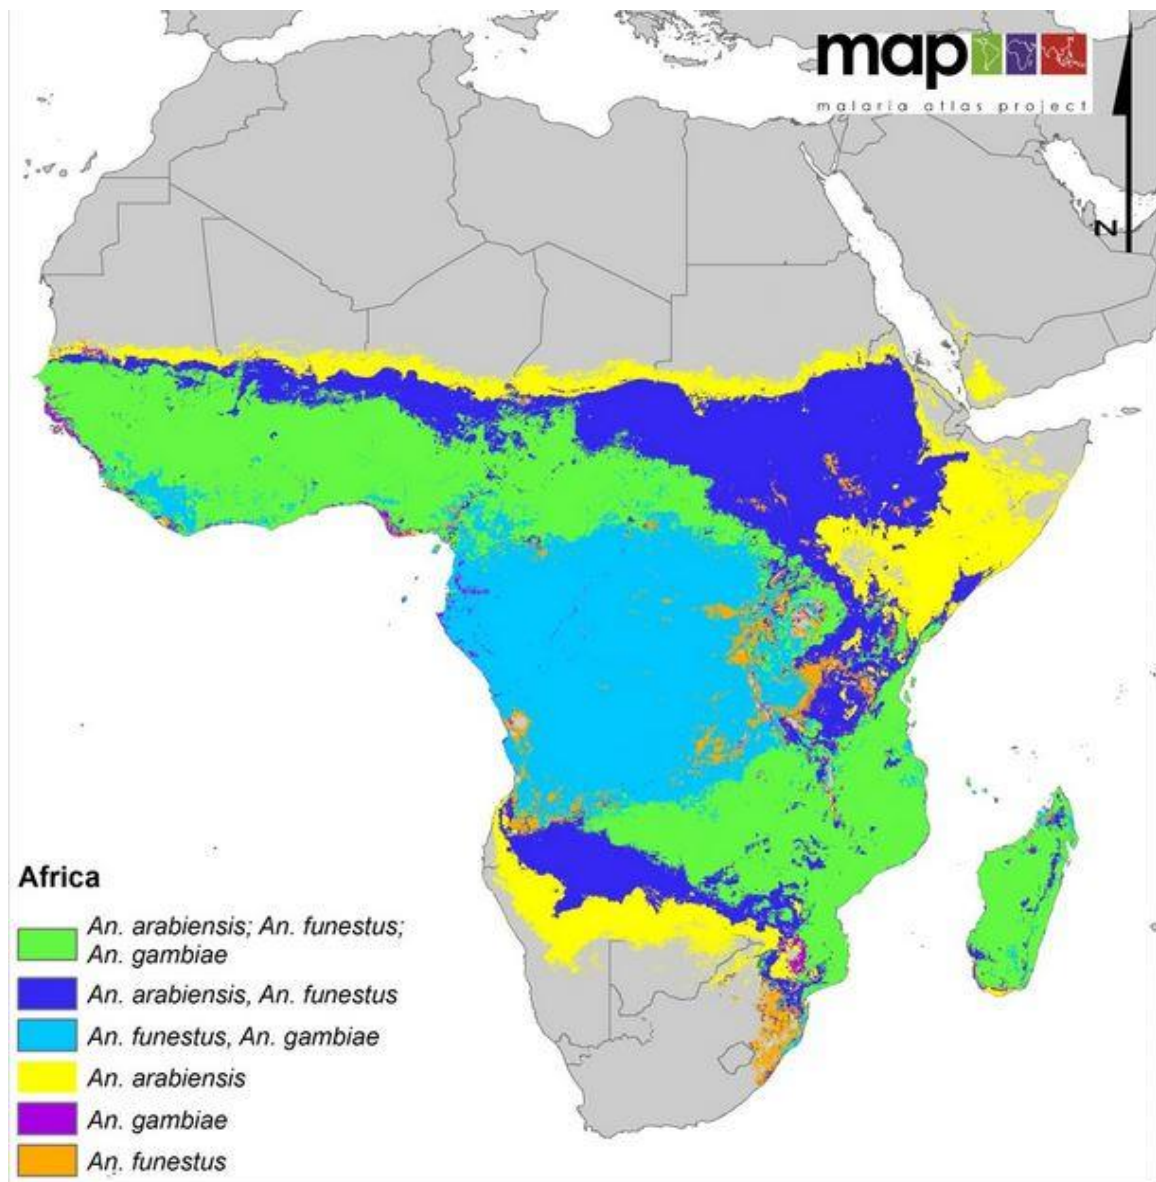 map
malaria atlas project
N
Africa
An. arabiensis; An. funestus;
An. gambiae
An. arabiensis, An. funestus
An. funestus, An. gambiae
An. arabiensis
An. gambiae
An. funestus